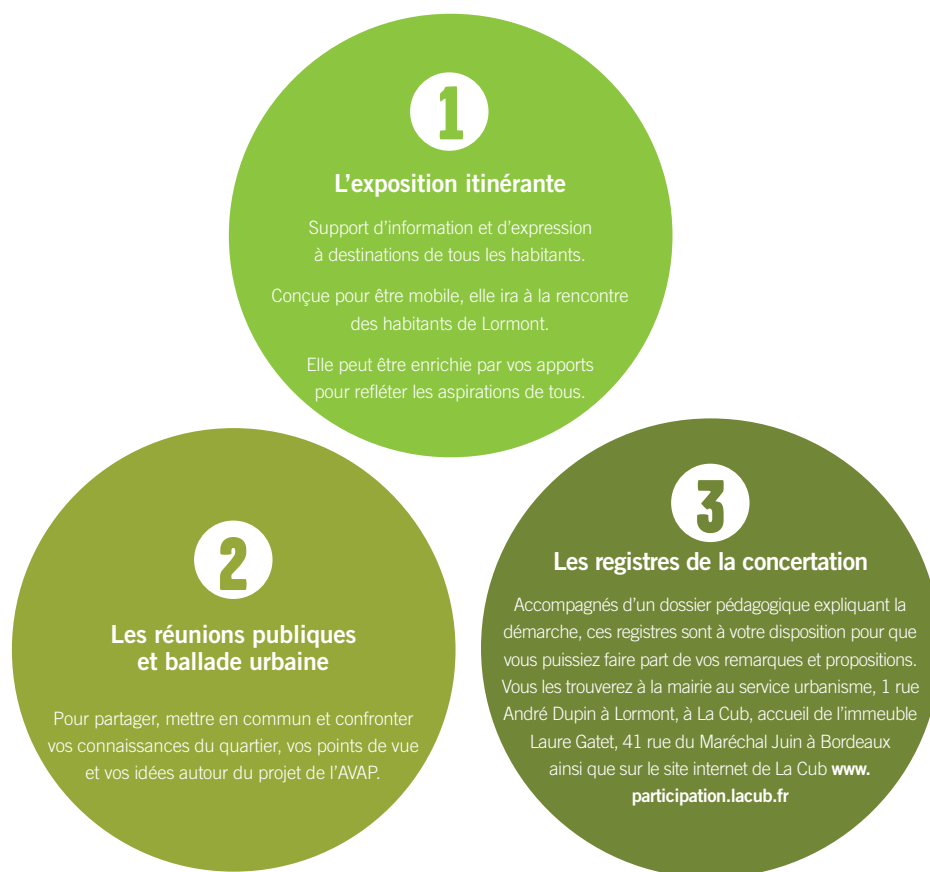 1
L’exposition itinérante
Support d’information et d’expression
à destinations de tous les habitants.
Conçue pour être mobile, elle ira à la rencontre
des habitants de Lormont.
Elle peut être enrichie par vos apports
pour refléter les aspirations de tous.
2
Les réunions publiques
et ballade urbaine
Pour partager, mettre en commun et confronter
vos connaissances du quartier, vos points de vue
et vos idées autour du projet de l’AVAP.
3
Les registres de la concertation
Accompagnés d’un dossier pédagogique expliquant la
démarche, ces registres sont à votre disposition pour que
vous puissiez faire part de vos remarques et propositions.
Vous les trouverez à la mairie au service urbanisme, 1 rue
André Dupin à Lormont, à La Cub, accueil de l’immeuble
Laure Gatet, 41 rue du Maréchal Juin à Bordeaux
ainsi que sur le site internet de La Cub www.
participation.lacub.fr